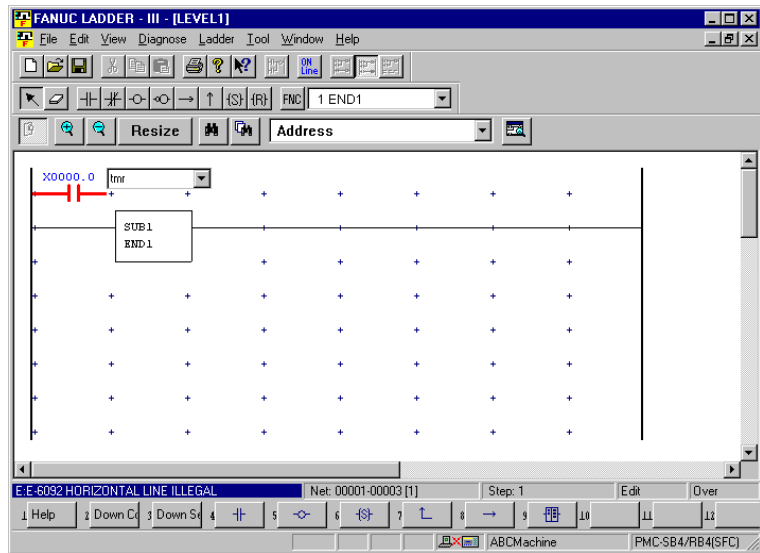 FANUC LADDER - III - [LEVEL1]
File Edit View Diagnose Ladder Tool Window Help
ON Line
{S} {R} FNC 1 END1
Resize Address
X0000.0 tmr
SUB1
END1
E:E-6092 HORIZONTAL LINE ILLEGAL Net: 00001-00003 [1] Step: 1 Edit Over
1 Help 2 Down Co 3 Down Se 4 5 6 {S} 7 8 9 10 11 12
ABCMachine PMC-SB4/RB4(SFC)